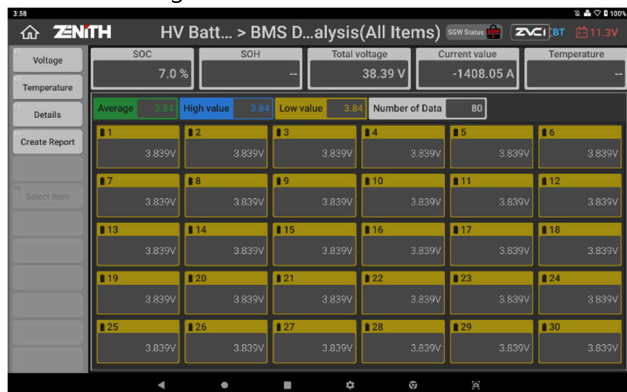 3:58
100%
ZENITH
HV Batt... > BMS D...alysis(All Items)
SGW Status
ZVCI
BT
11.3V
Voltage
Temperature
Details
Create Report
Select Item
SOC
SOH
Total voltage
Current value
Temperature
7.0 %
--
38.39 V
-1408.05 A
--
Average 3.84 High value 3.84 Low value 3.84 Number of Data 80
1 2 3 4 5 6
3.839V 3.839V 3.839V 3.839V 3.839V 3.839V
7 8 9 10 11 12
3.839V 3.839V 3.839V 3.839V 3.839V 3.839V
13 14 15 16 17 18
3.839V 3.839V 3.839V 3.839V 3.839V 3.839V
19 20 21 22 23 24
3.839V 3.839V 3.839V 3.839V 3.839V 3.839V
25 26 27 28 29 30
3.839V 3.839V 3.839V 3.839V 3.839V 3.839V